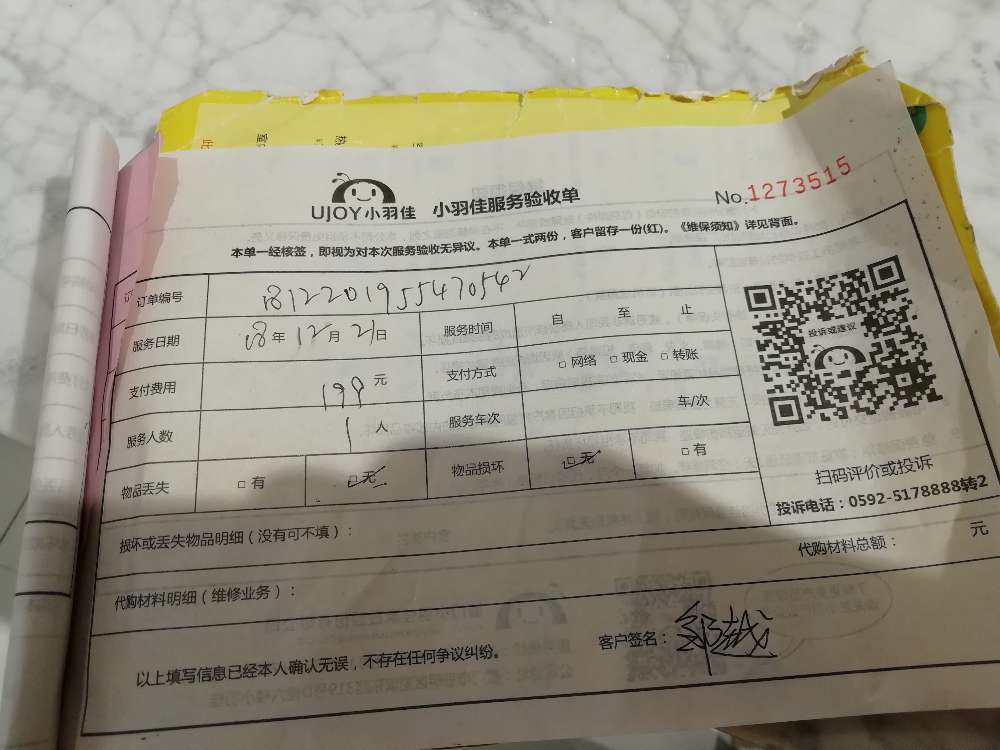 UJOY小羽佳 小羽佳服务验收单 No.1273515
本单一经核签，即视为对本次服务验收无异议。本单一式两份，客户留存一份(红)。《维保须知》详见背面。
订单编号 1812201955470542
服务日期 18年12月21日 服务时间 自 至 止
支付费用 198元 支付方式 □网络 □现金 □转账
服务人数 1人 服务车次 车/次
物品丢失 □有 □无 物品损坏 □无 □有
投诉或建议
扫码评价或投诉
投诉电话：0592-5178888转2
损坏或丢失物品明细（没有可不填）：
代购材料明细（维修业务）： 代购材料总额： 元
以上填写信息已经本人确认无误，不存在任何争议纠纷。 客户签名：邹越